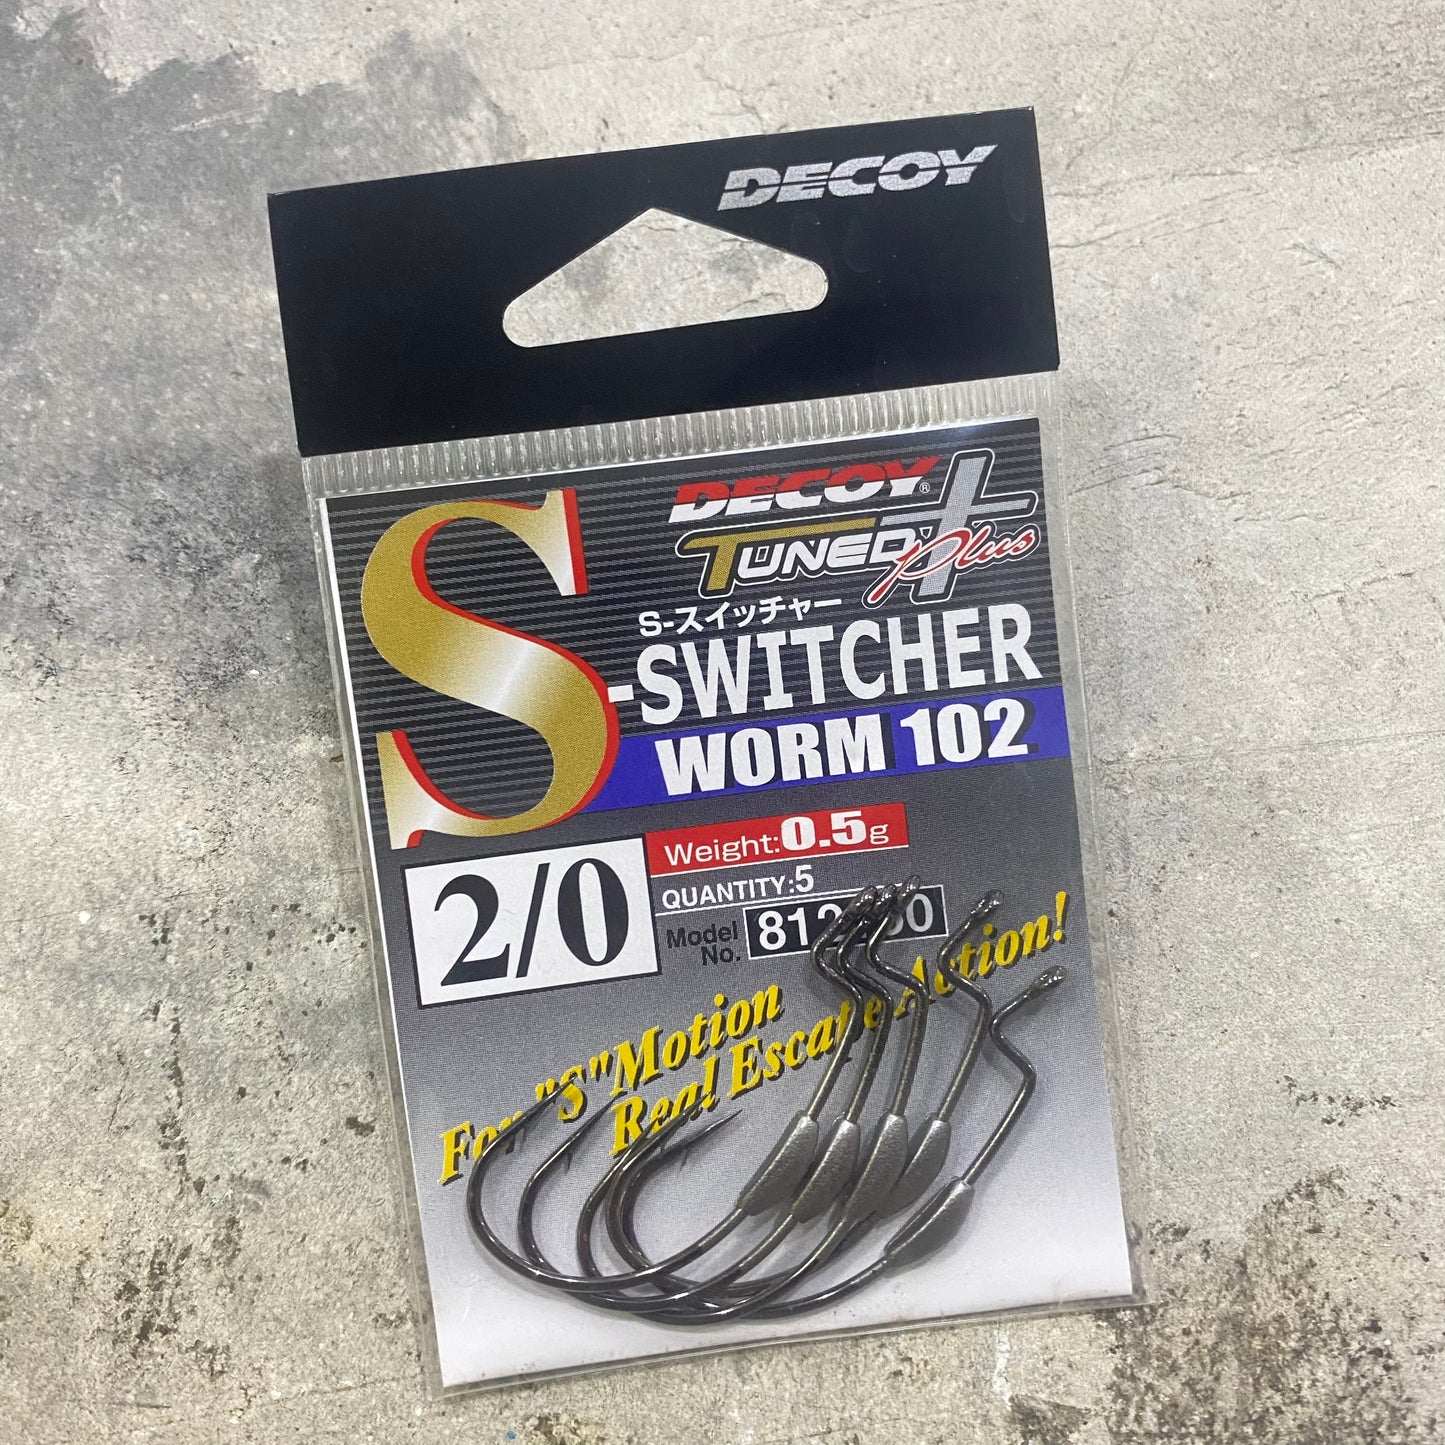 DECOY
DECOY®
TUNED Plus
S-スイッチャー
S-SWITCHER
WORM 102
2/0
Weight:0.5g
QUANTITY:5
Model No.
For "S" Motion
Real Escape Action!